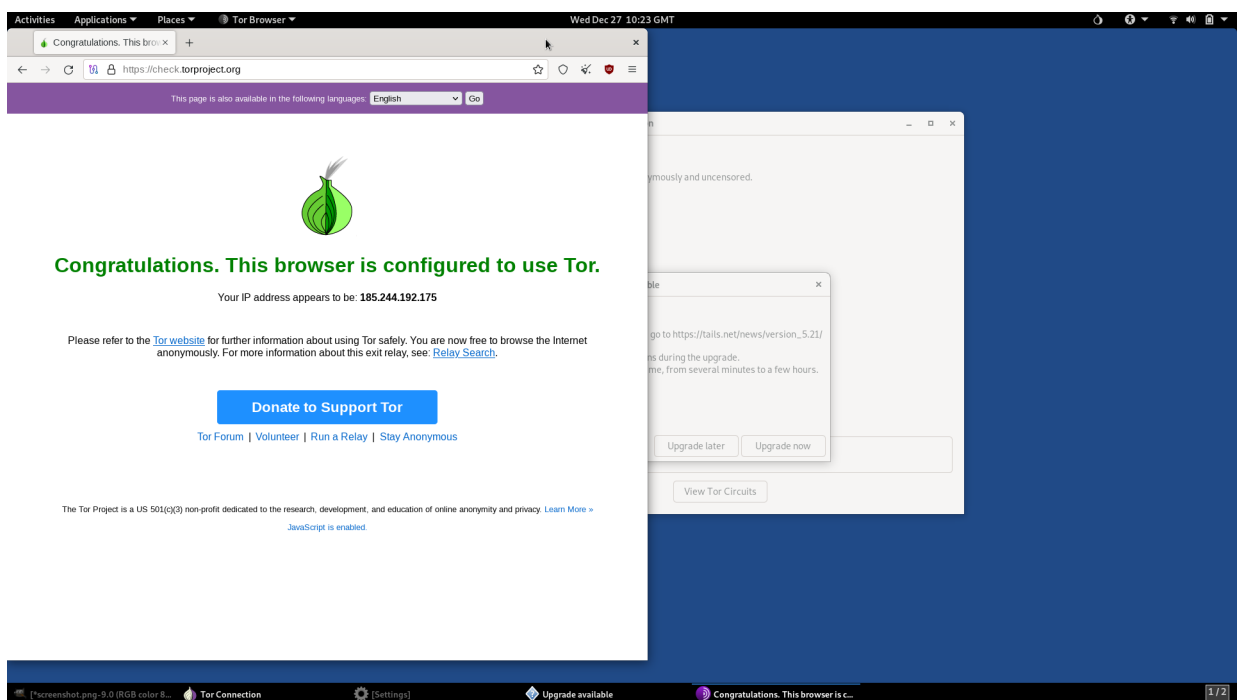 Activities Applications Places Tor Browser Wed Dec 27 10:23 GMT
Congratulations. This brow
https://check.torproject.org
This page is also available in the following languages: English Go
Congratulations. This browser is configured to use Tor.
Your IP address appears to be: 185.244.192.175
Please refer to the Tor website for further information about using Tor safely. You are now free to browse the Internet
anonymously. For more information about this exit relay, see: Relay Search.
Donate to Support Tor
Tor Forum | Volunteer | Run a Relay | Stay Anonymous
The Tor Project is a US 501(c)(3) non-profit dedicated to the research, development, and education of online anonymity and privacy. Learn More »
JavaScript is enabled.
n
ymously and uncensored.
ble
go to https://tails.net/news/version_5.21/
ns during the upgrade.
me, from several minutes to a few hours.
Upgrade later Upgrade now
View Tor Circuits
[*screenshot.png-9.0 (RGB color 8... Tor Connection [Settings] Upgrade available Congratulations. This browser is c... 1/2